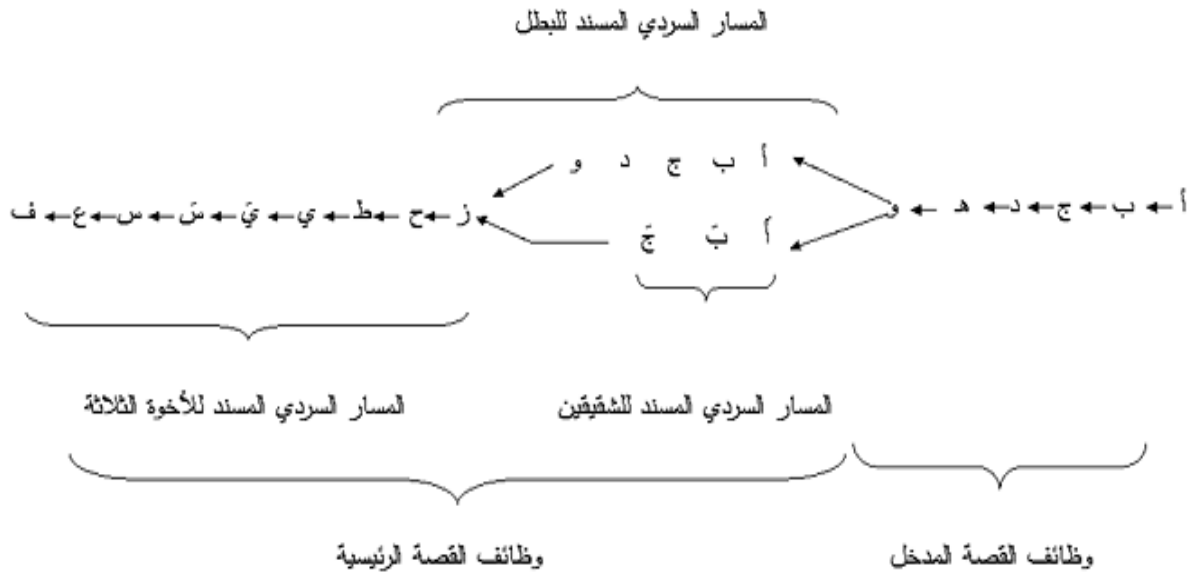 المسار السردي المسند للبطل
أ ب ج د و
أ ب ج د هـ و
ز ح ط ي يَ سَ س ع ف
أَ بَ جَ
المسار السردي المسند للشقيقين
المسار السردي المسند للأخوة الثلاثة
وظائف القصة المدخل
وظائف القصة الرئيسية